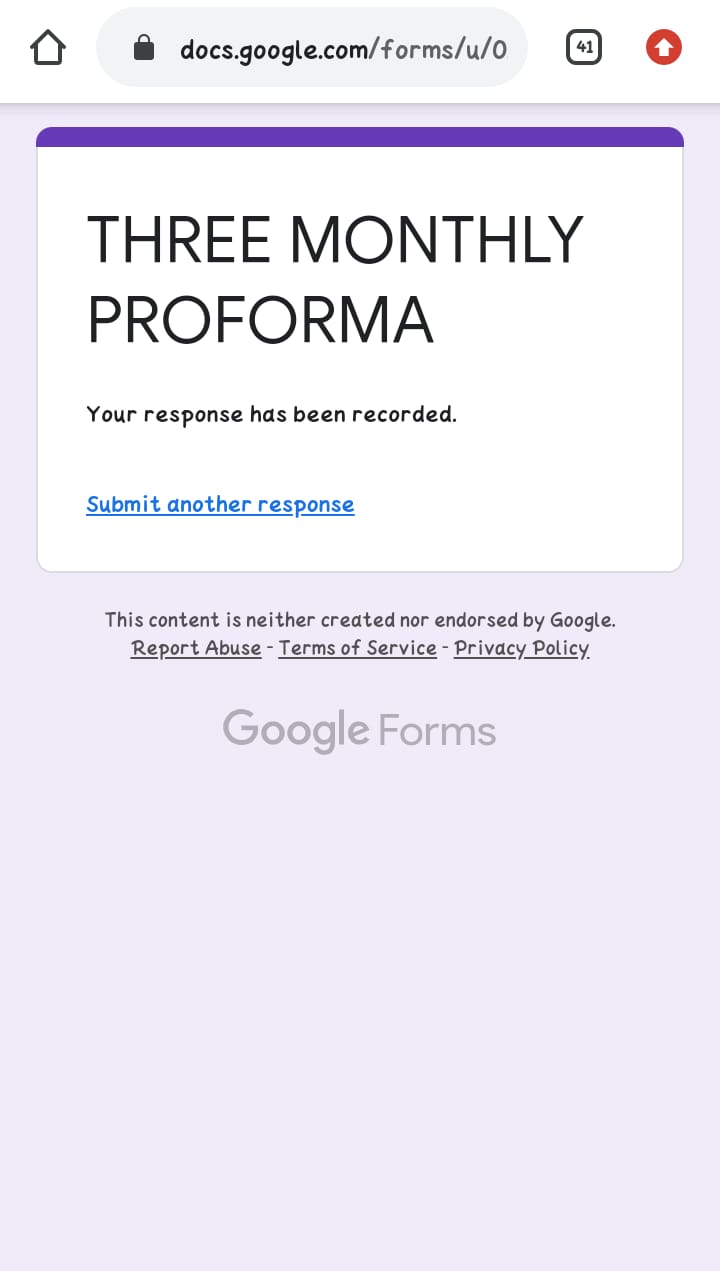 docs.google.com/forms/u/0
41
THREE MONTHLY
PROFORMA
Your response has been recorded.
Submit another response
This content is neither created nor endorsed by Google.
Report Abuse - Terms of Service - Privacy Policy
Google Forms